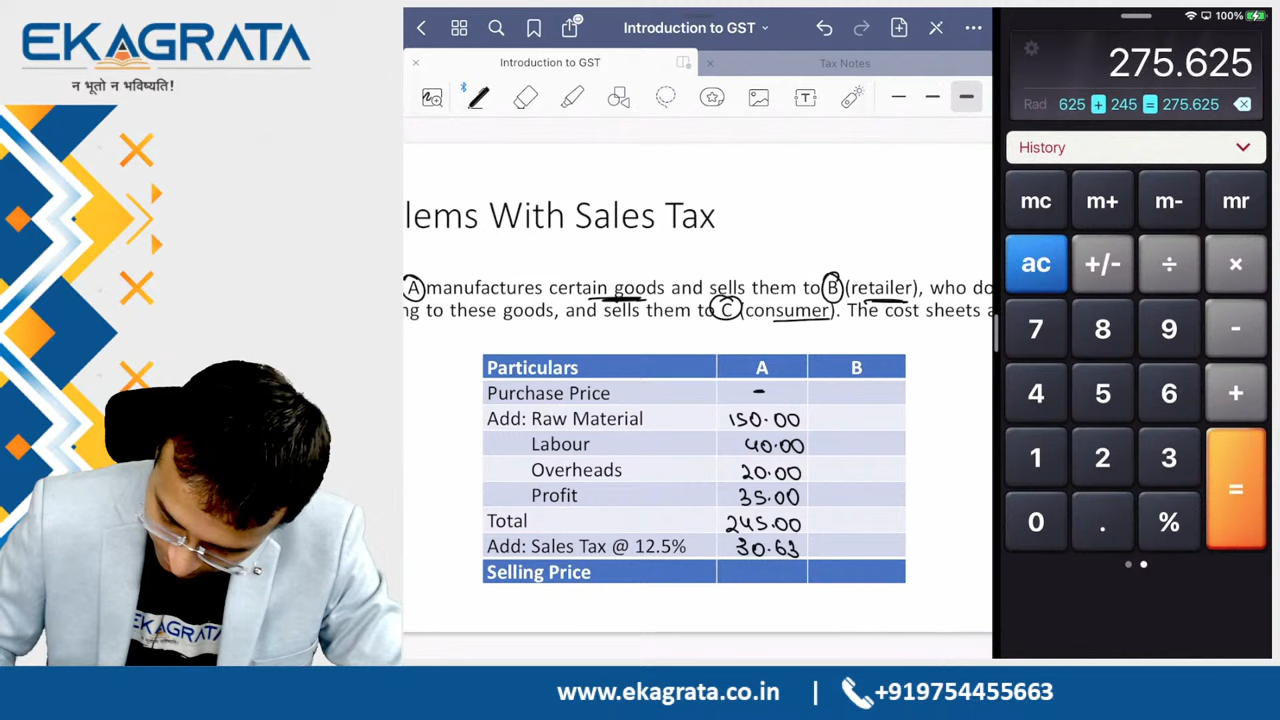 EKAGRATA
न भूतो न भविष्यति!
Introduction to GST
100%
Introduction to GST
Tax Notes
T
275.625
Rad 625 + 245 = 275.625
History
mc m+ m- mr
ac +/- ÷ ×
7 8 9 -
4 5 6 +
1 2 3 =
0 . %
lems With Sales Tax
A manufactures certain goods and sells them to B (retailer), who do
ng to these goods, and sells them to C (consumer). The cost sheets a
Particulars A B
Purchase Price -
Add: Raw Material 150.00
Labour 40.00
Overheads 20.00
Profit 35.00
Total 245.00
Add: Sales Tax @ 12.5% 30.63
Selling Price
EKAGRATA
www.ekagrata.co.in | +919754455663